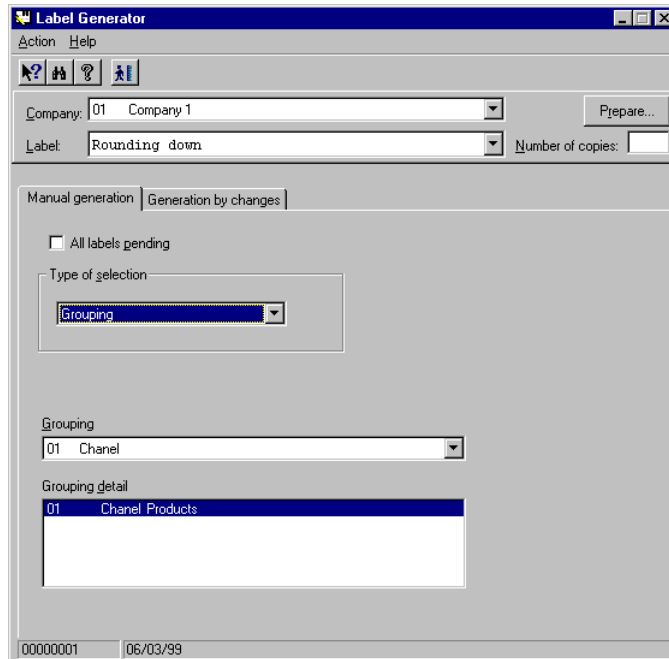 Label Generator
Action Help
Company: 01 Company 1 Prepare...
Label: Rounding down Number of copies:
Manual generation Generation by changes
All labels pending
Type of selection
Grouping
Grouping
01 Chanel
Grouping detail
01 Chanel Products
00000001 06/03/99